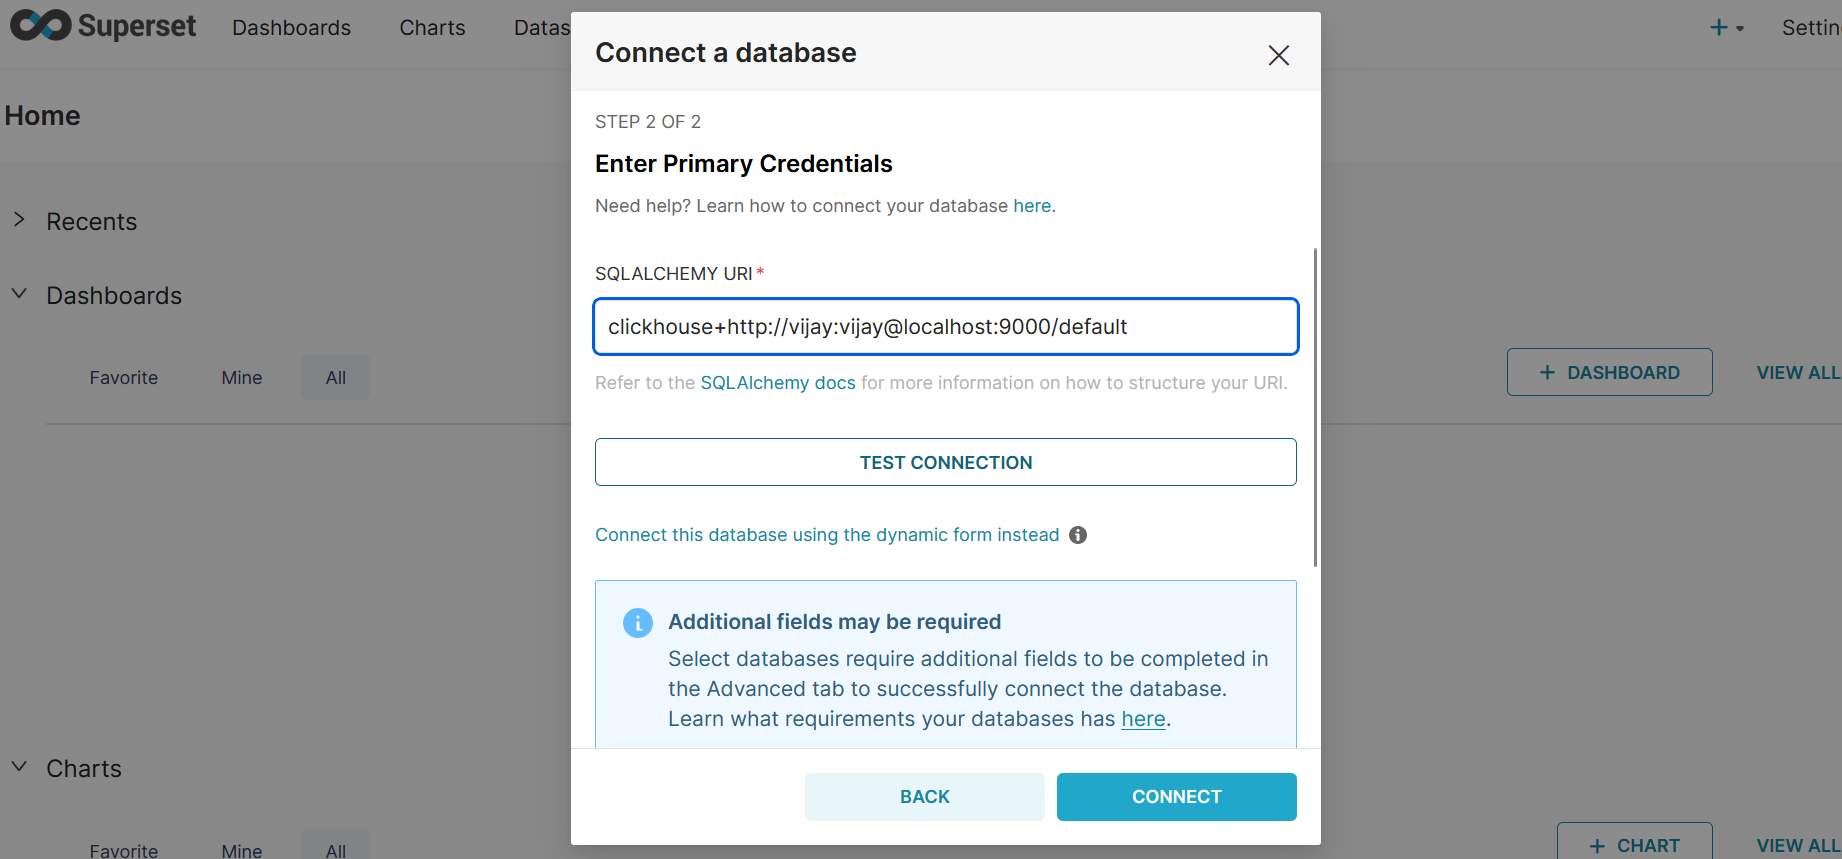 Superset
Dashboards
Charts
Datas
Settin
Home
Recents
Dashboards
Favorite
Mine
All
+ DASHBOARD
VIEW ALL
Charts
Favorite
Mine
All
+ CHART
VIEW ALL
Connect a database
STEP 2 OF 2
Enter Primary Credentials
Need help? Learn how to connect your database here.
SQLALCHEMY URI *
clickhouse+http://vijay:vijay@localhost:9000/default
Refer to the SQLAlchemy docs for more information on how to structure your URI.
TEST CONNECTION
Connect this database using the dynamic form instead
Additional fields may be required
Select databases require additional fields to be completed in
the Advanced tab to successfully connect the database.
Learn what requirements your databases has here.
BACK
CONNECT